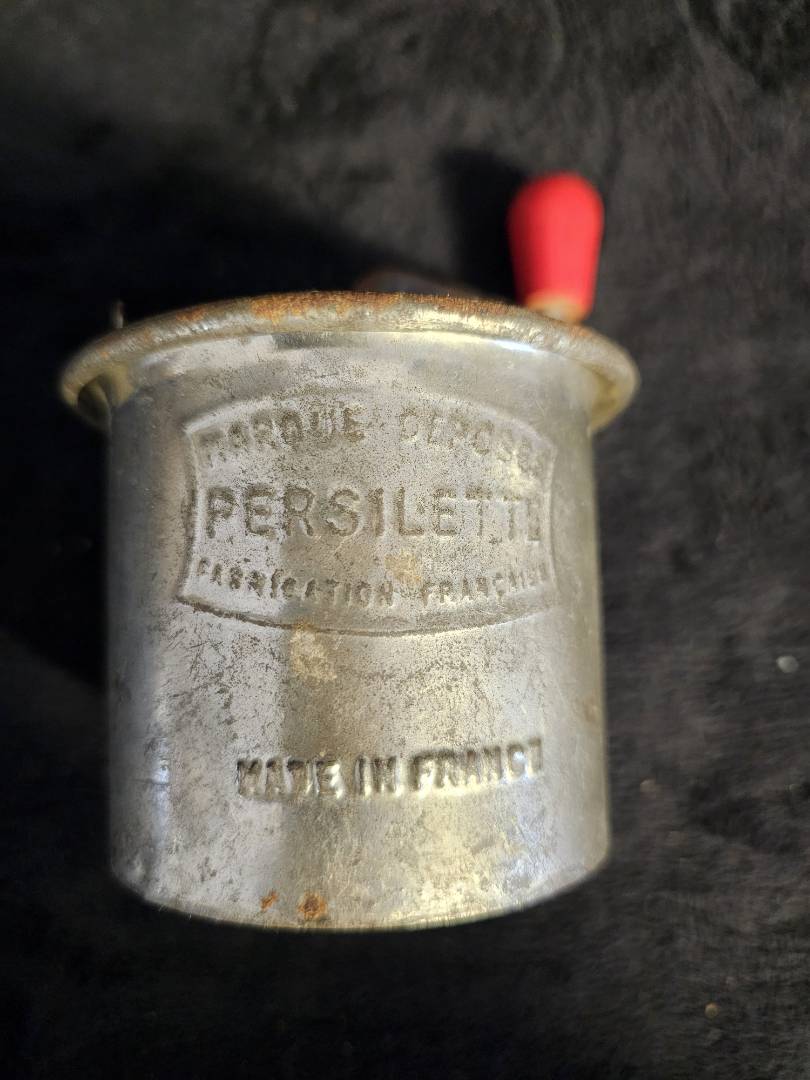 MARQUE DEPOSEE
PERSILETTE
FABRICATION FRANÇAISE
MADE IN FRANCE